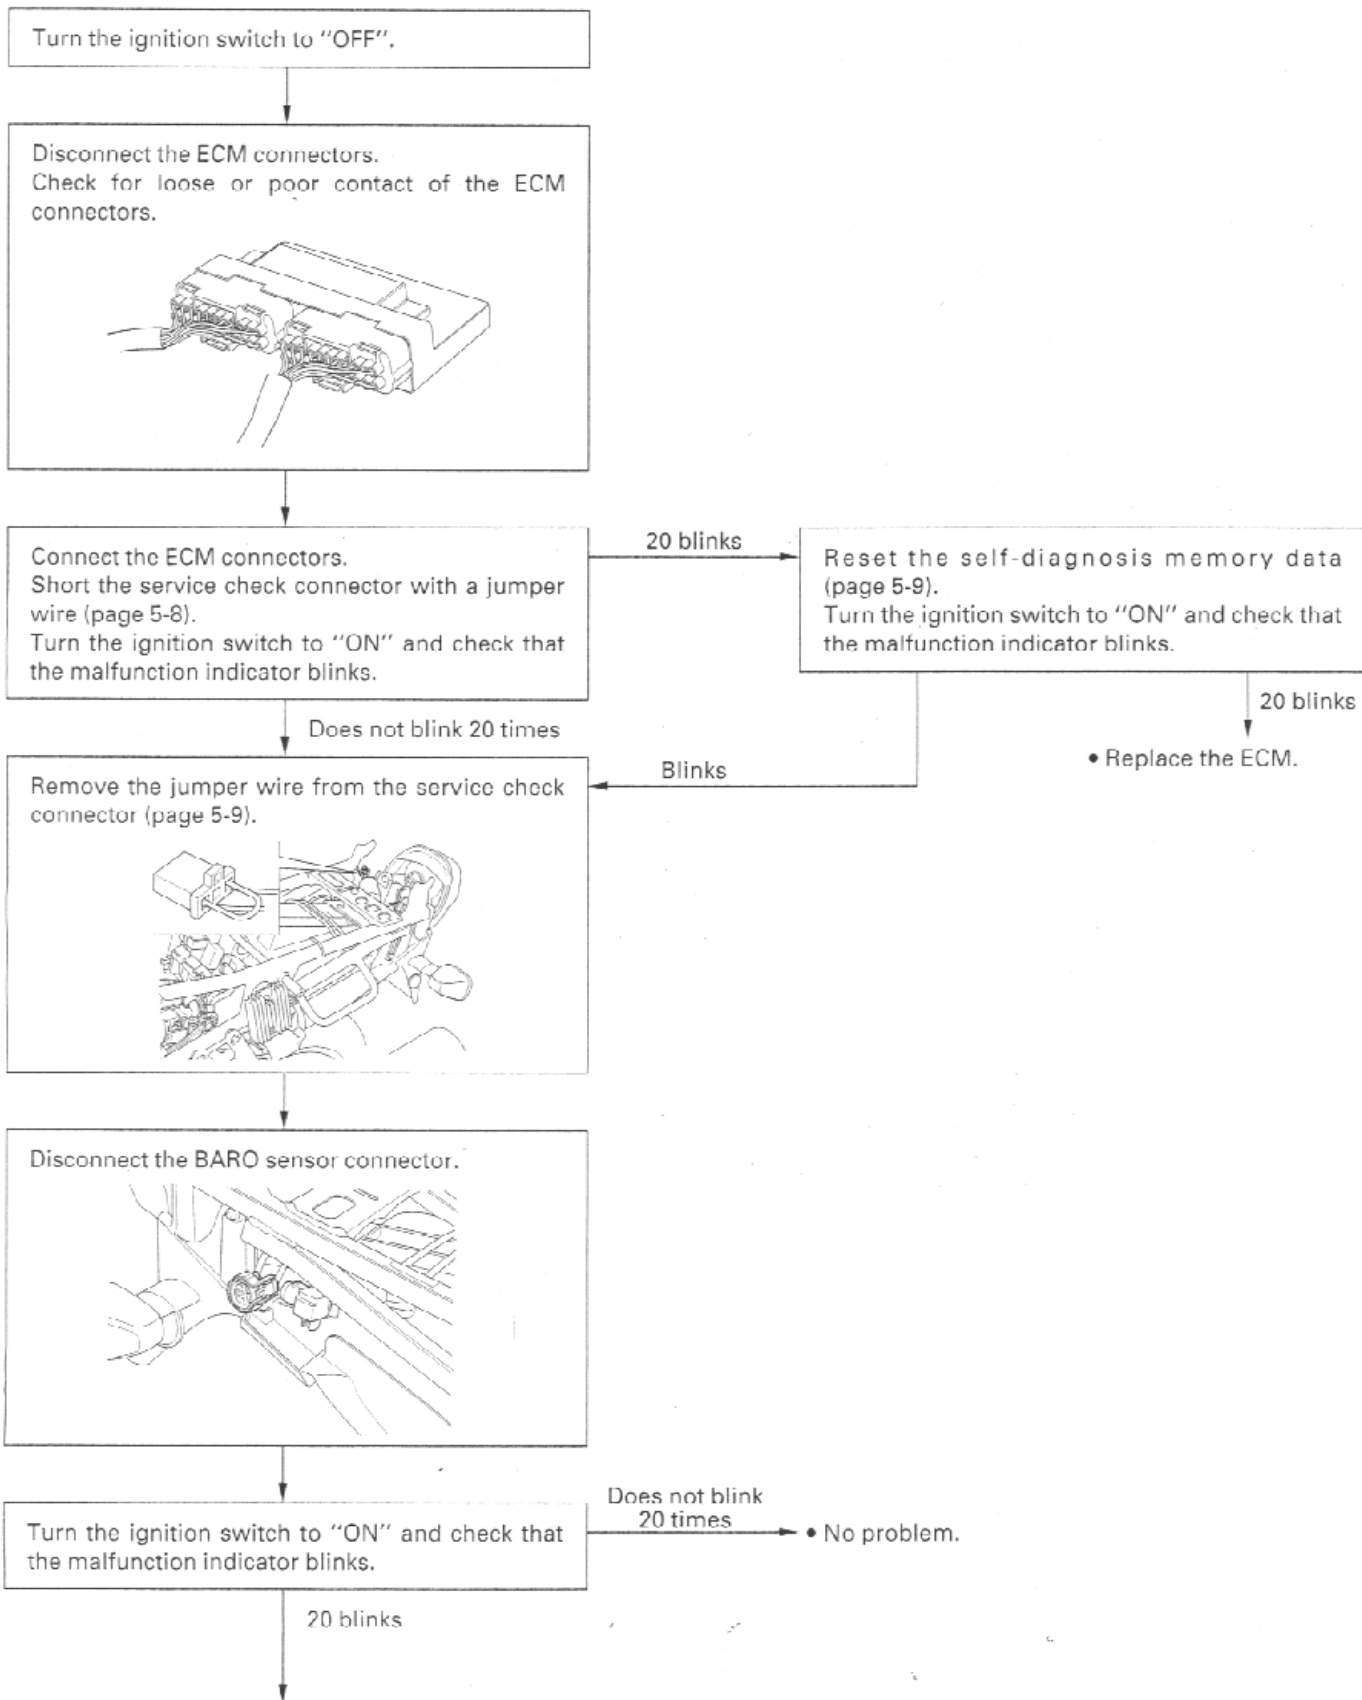 Turn the ignition switch to "OFF".
Disconnect the ECM connectors.
Check for loose or poor contact of the ECM
connectors.
Connect the ECM connectors.
Short the service check connector with a jumper
wire (page 5-8).
Turn the ignition switch to "ON" and check that
the malfunction indicator blinks.
20 blinks
Reset the self-diagnosis memory data
(page 5-9).
Turn the ignition switch to "ON" and check that
the malfunction indicator blinks.
20 blinks
• Replace the ECM.
Does not blink 20 times
Blinks
Remove the jumper wire from the service check
connector (page 5-9).
Disconnect the BARO sensor connector.
Turn the ignition switch to "ON" and check that
the malfunction indicator blinks.
Does not blink
20 times
• No problem.
20 blinks